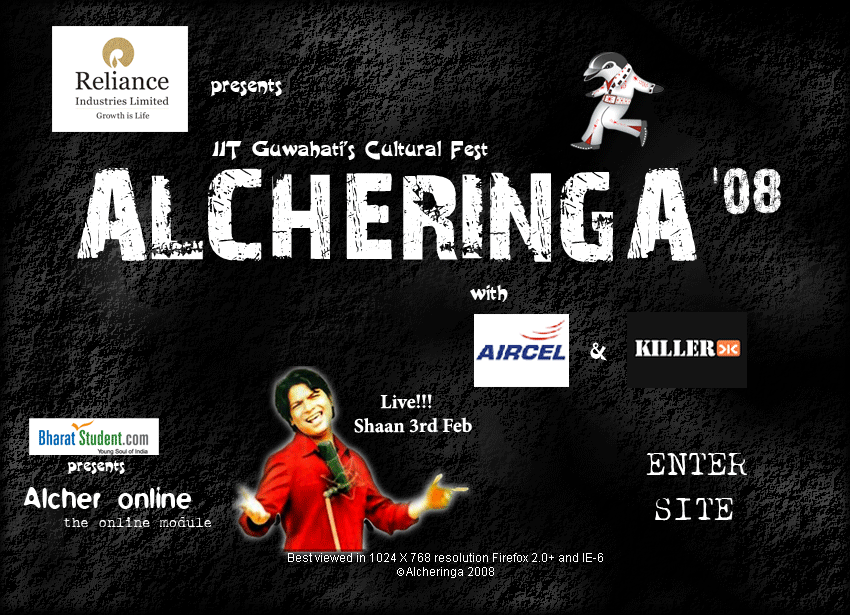 Reliance
Industries Limited
Growth is Life
presents
IIT Guwahati's Cultural Fest
ALCHERINGA '08
with
AIRCEL & KILLER
Live!!!
Shaan 3rd Feb
BharatStudent.com
Young Soul of India
presents
Alcher online
the online module
ENTER
SITE
Best viewed in 1024 X 768 resolution Firefox 2.0+ and IE-6
©Alcheringa 2008